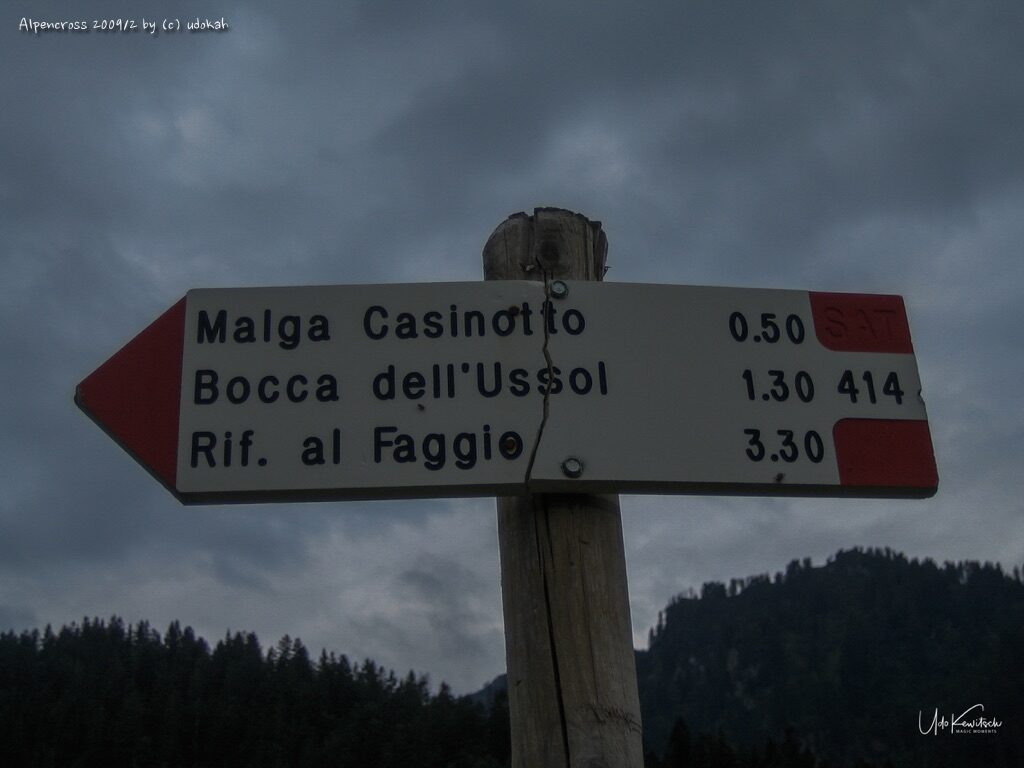 Alpencross 2009/2 by (c) udokah
Malga Casinotto 0.50 SAT
Bocca dell'Ussol 1.30 414
Rif. al Faggio 3.30
Udo Kewitsch
MAGIC MOMENTS